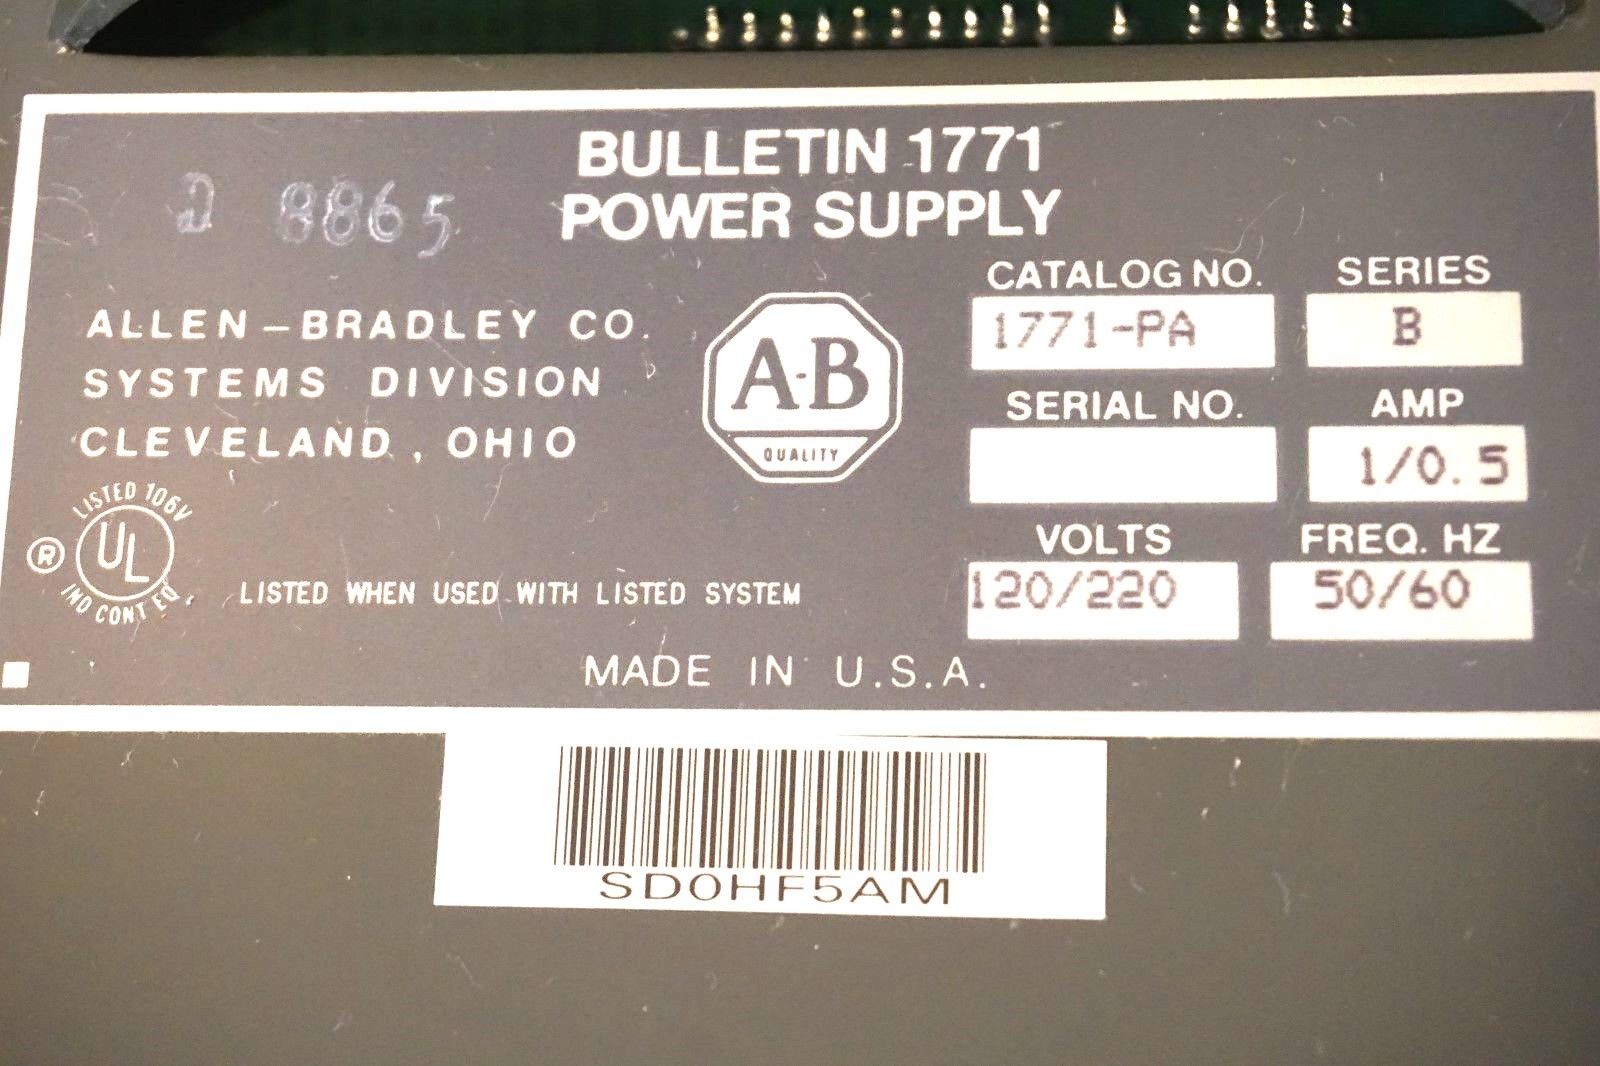 BULLETIN 1771
POWER SUPPLY
8865
ALLEN-BRADLEY CO.
SYSTEMS DIVISION
CLEVELAND, OHIO
A-B
QUALITY
CATALOG NO.
1771-PA
SERIES
B
SERIAL NO.
AMP
1/0.5
VOLTS
120/220
FREQ. HZ
50/60
LISTED 106V
UL
®
IND CONT EQ.
LISTED WHEN USED WITH LISTED SYSTEM
MADE IN U.S.A.
SD0HF5AM